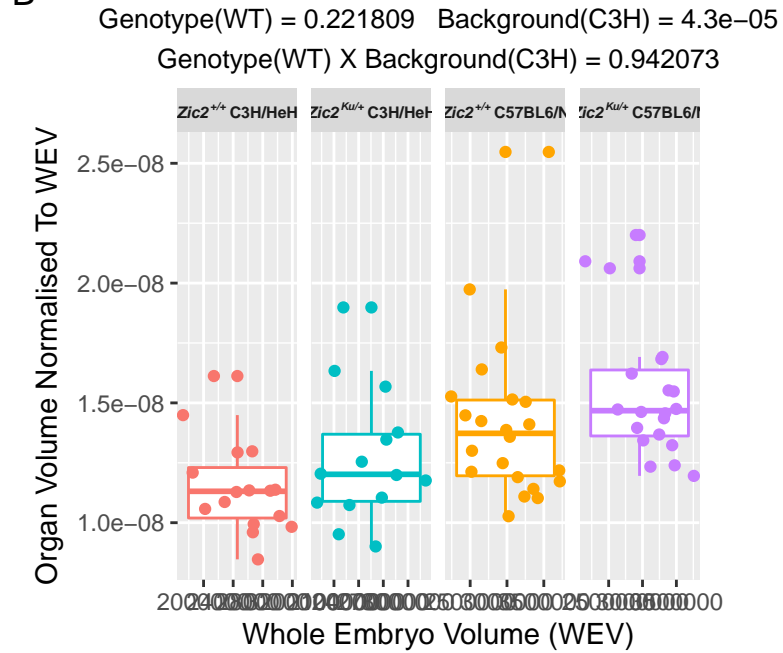 Genotype(WT) = 0.221809 Background(C3H) = 4.3e−05
Genotype(WT) X Background(C3H) = 0.942073
Zic2+/+ C3H/HeH
Zic2Ku/+ C3H/HeH
Zic2+/+ C57BL6/N
Zic2Ku/+ C57BL6/N
2.5e−08
2.0e−08
1.5e−08
1.0e−08
Organ Volume Normalised To WEV
Whole Embryo Volume (WEV)